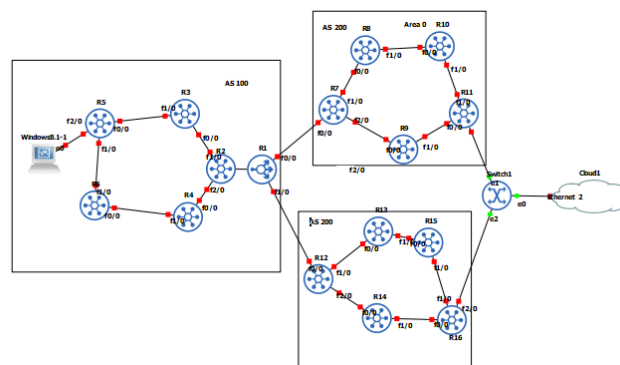 AS 200
Area 0
R8
R10
f1/0
f0/0
f0/0
f1/0
AS 100
R3
R5
f2/0
f1/0
f0/0
R7
f1/0
R11
f1/0
Windows8.1-1
f0/0
f2/0
R9
f0/0
f0/0
f1/0
f0/0
R2
R1
f1/0
f0/0
f1/0
f2/0
f2/0
Switch1
e1
Cloud1
f1/0
R4
f1/0
Ethernet 2
e0
f0/0
f0/0
f1/0
e2
AS 200
R13
R15
f1/0
f0/0
f0/0
R12
f1/0
f1/0
f2/0
R14
f1/0
f2/0
f0/0
f1/0
f0/0
R16